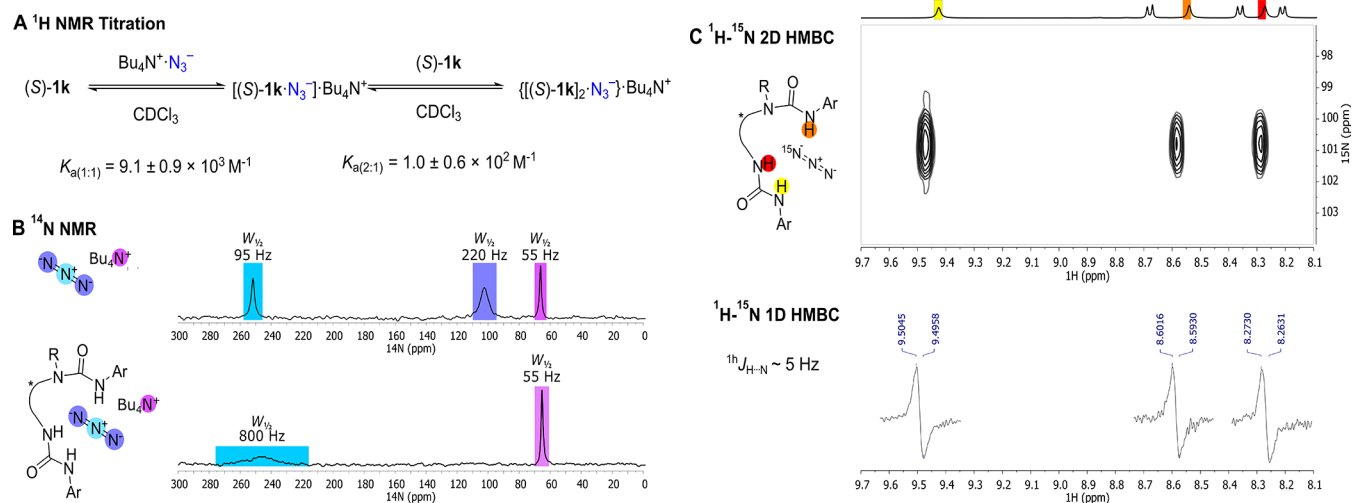 A ¹H NMR Titration
(S)-1k
Bu₄N⁺·N₃⁻
CDCl₃
[(S)-1k·N₃⁻]·Bu₄N⁺
(S)-1k
CDCl₃
{[(S)-1k]₂·N₃⁻}·Bu₄N⁺
Kₐ₍₁:₁₎ = 9.1 ± 0.9 × 10³ M⁻¹
Kₐ₍₂:₁₎ = 1.0 ± 0.6 × 10² M⁻¹
B ¹⁴N NMR
⁻N N⁺ N⁻
Bu₄N⁺
W½
95 Hz
W½
220 Hz
W½
55 Hz
300 280 260 240 220 200 180 160 140 120 100 80 60 40 20 0
14N (ppm)
R
O
N
N
H
Ar
*
Bu₄N⁺
⁻N N⁺ N⁻
NH
H
O
N
Ar
W½
800 Hz
W½
55 Hz
300 280 260 240 220 200 180 160 140 120 100 80 60 40 20 0
14N (ppm)
C ¹H-¹⁵N 2D HMBC
R
O
N
N
H
Ar
*
¹⁵N⁻ N⁺ N⁻
NH
H
O
N
Ar
98
99
100
101
102
103
15N (ppm)
9.7 9.6 9.5 9.4 9.3 9.2 9.1 9.0 8.9 8.8 8.7 8.6 8.5 8.4 8.3 8.2 8.1
1H (ppm)
¹H-¹⁵N 1D HMBC
¹ʰJH···N ~ 5 Hz
9.5045
9.4958
8.6016
8.5930
8.2730
8.2631
9.7 9.6 9.5 9.4 9.3 9.2 9.1 9.0 8.9 8.8 8.7 8.6 8.5 8.4 8.3 8.2 8.1
1H (ppm)